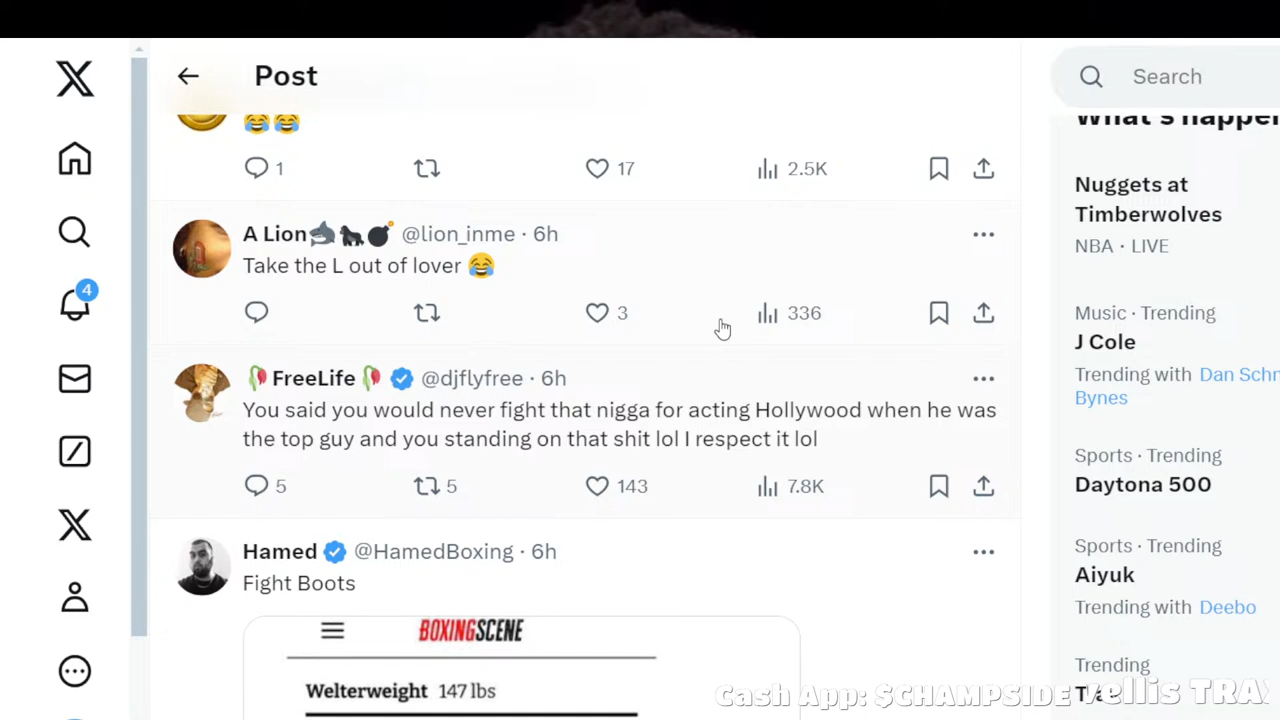 Post
Search
😂😂
1
17
2.5K
What's happen
Nuggets at
Timberwolves
NBA · LIVE
A Lion🦈🦍💣 @lion_inme · 6h
Take the L out of lover 😂
3
336
4
Music · Trending
J Cole
Trending with Dan Schn
Bynes
🥀FreeLife🥀 @djflyfree · 6h
You said you would never fight that nigga for acting Hollywood when he was
the top guy and you standing on that shit lol I respect it lol
5
5
143
7.8K
Sports · Trending
Daytona 500
Hamed @HamedBoxing · 6h
Fight Boots
Sports · Trending
Aiyuk
Trending with Deebo
BOXINGSCENE
Welterweight 147 lbs
Trending
Cash App: $CHAMPSIDE